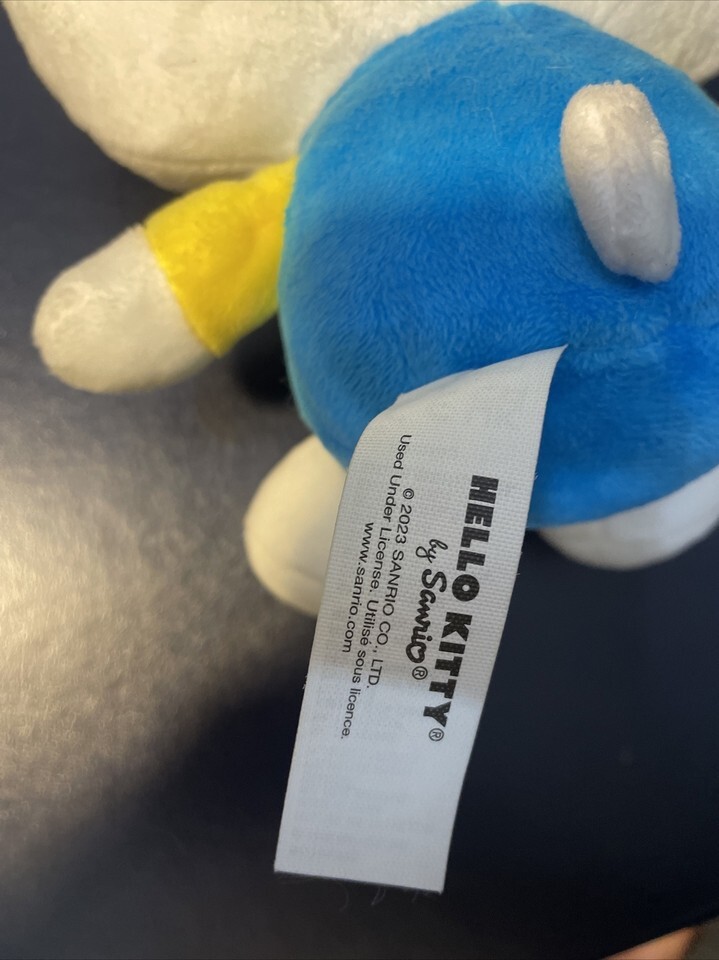 HELLO KITTY®
by Sanrio®
© 2023 SANRIO CO., LTD.
Used Under License. Utilisé sous licence.
www.sanrio.com